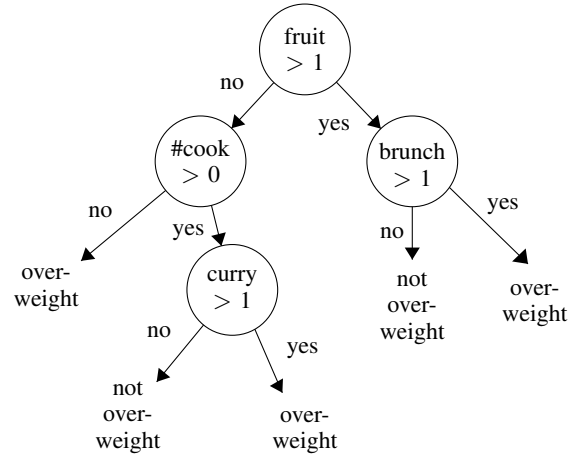 fruit
> 1
no
yes
#cook
> 0
brunch
> 1
no
yes
no
yes
over-
weight
curry
> 1
not
over-
weight
over-
weight
no
yes
not
over-
weight
over-
weight